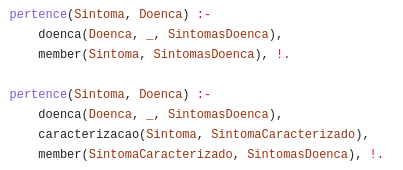 pertence(Sintoma, Doenca) :-
    doenca(Doenca, _, SintomasDoenca),
    member(Sintoma, SintomasDoenca), !.
pertence(Sintoma, Doenca) :-
    doenca(Doenca, _, SintomasDoenca),
    caracterizacao(Sintoma, SintomaCaracterizado),
    member(SintomaCaracterizado, SintomasDoenca), !.